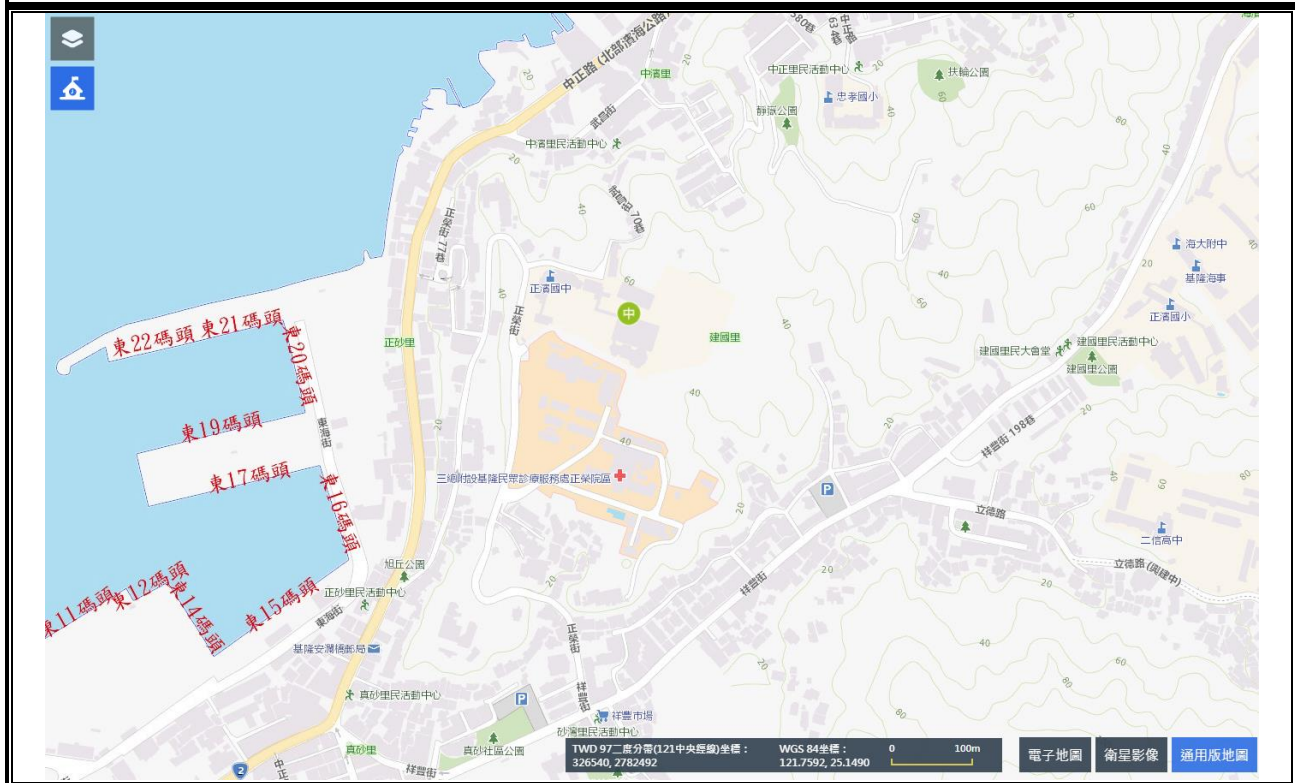 580巷
中正路
634巷
中正路 (北部濱海公路)
中濱里
中正里民活動中心
扶輪公園
忠孝國小
靜嶽公園
武昌街
中濱里民活動中心
武昌街 70巷
正榮街 77巷
海大附中
基隆海事
正濱國小
正濱國中
中
正榮街
正砂里
建國里
建國里民大會堂
建國里民活動中心
建國里公園
東22碼頭
東21碼頭
東20碼頭
東19碼頭
東海街
祥豐街 198巷
東17碼頭
三總附設基隆民眾診療服務處正榮院區
P
東16碼頭
立德路
二信高中
旭丘公園
立德路 (興建中)
東11碼頭
東12碼頭
東14碼頭
東15碼頭
正砂里民活動中心
東海街
祥豐街
正榮街
基隆安瀾橋郵局
真砂里民活動中心
P
祥豐街
祥豐市場
砂灣里民活動中心
真砂里
真砂社區公園
2
中正
祥豐街
TWD 97二度分帶(121中央經線)坐標：
326540, 2782492
WGS 84坐標：
121.7592, 25.1490
0 100m
電子地圖
衛星影像
通用版地圖